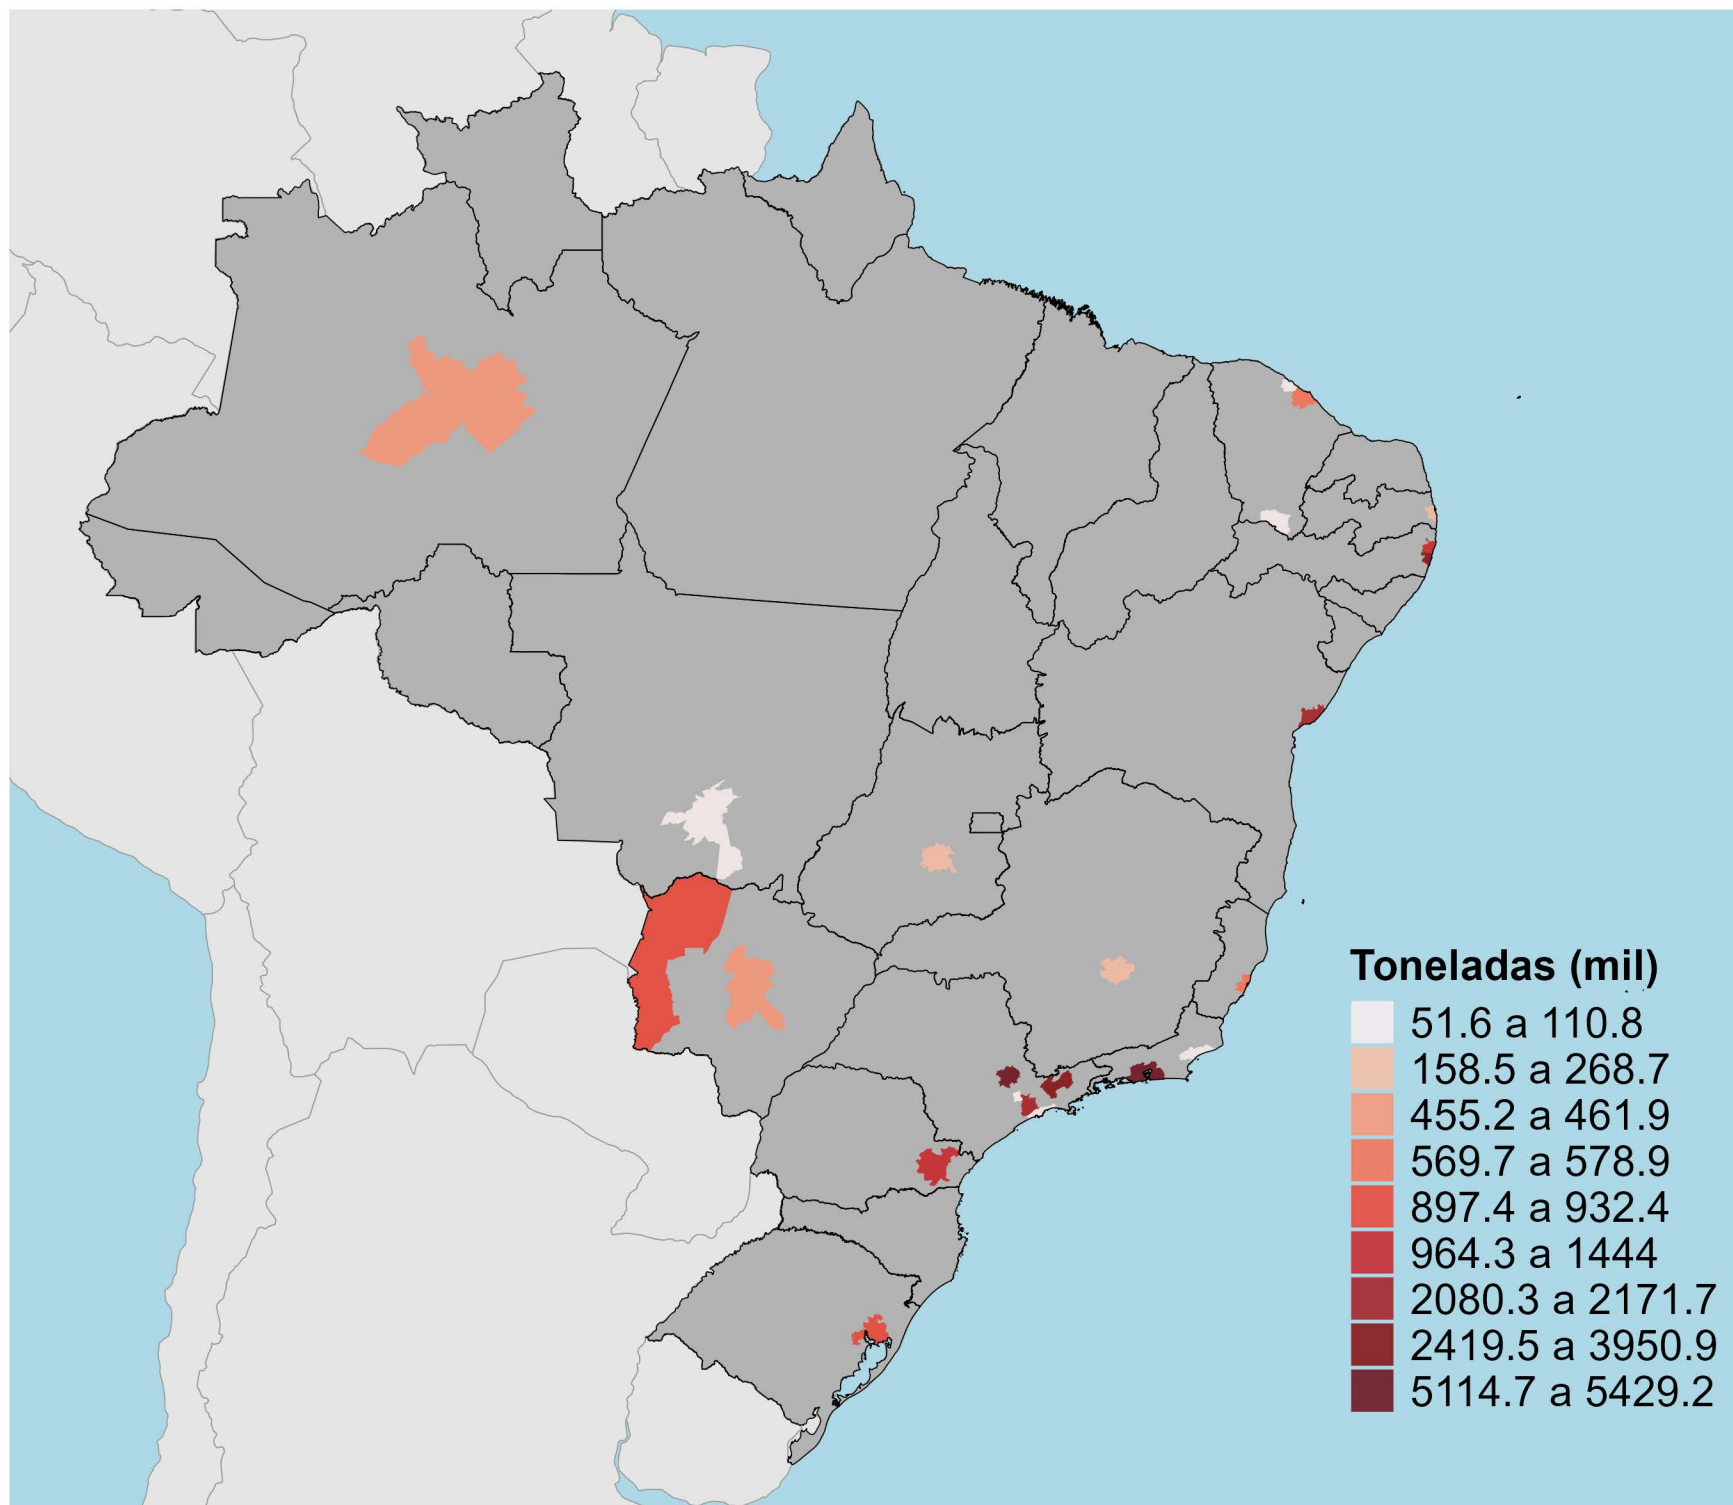 Toneladas (mil)
51.6 a 110.8
158.5 a 268.7
455.2 a 461.9
569.7 a 578.9
897.4 a 932.4
964.3 a 1444
2080.3 a 2171.7
2419.5 a 3950.9
5114.7 a 5429.2